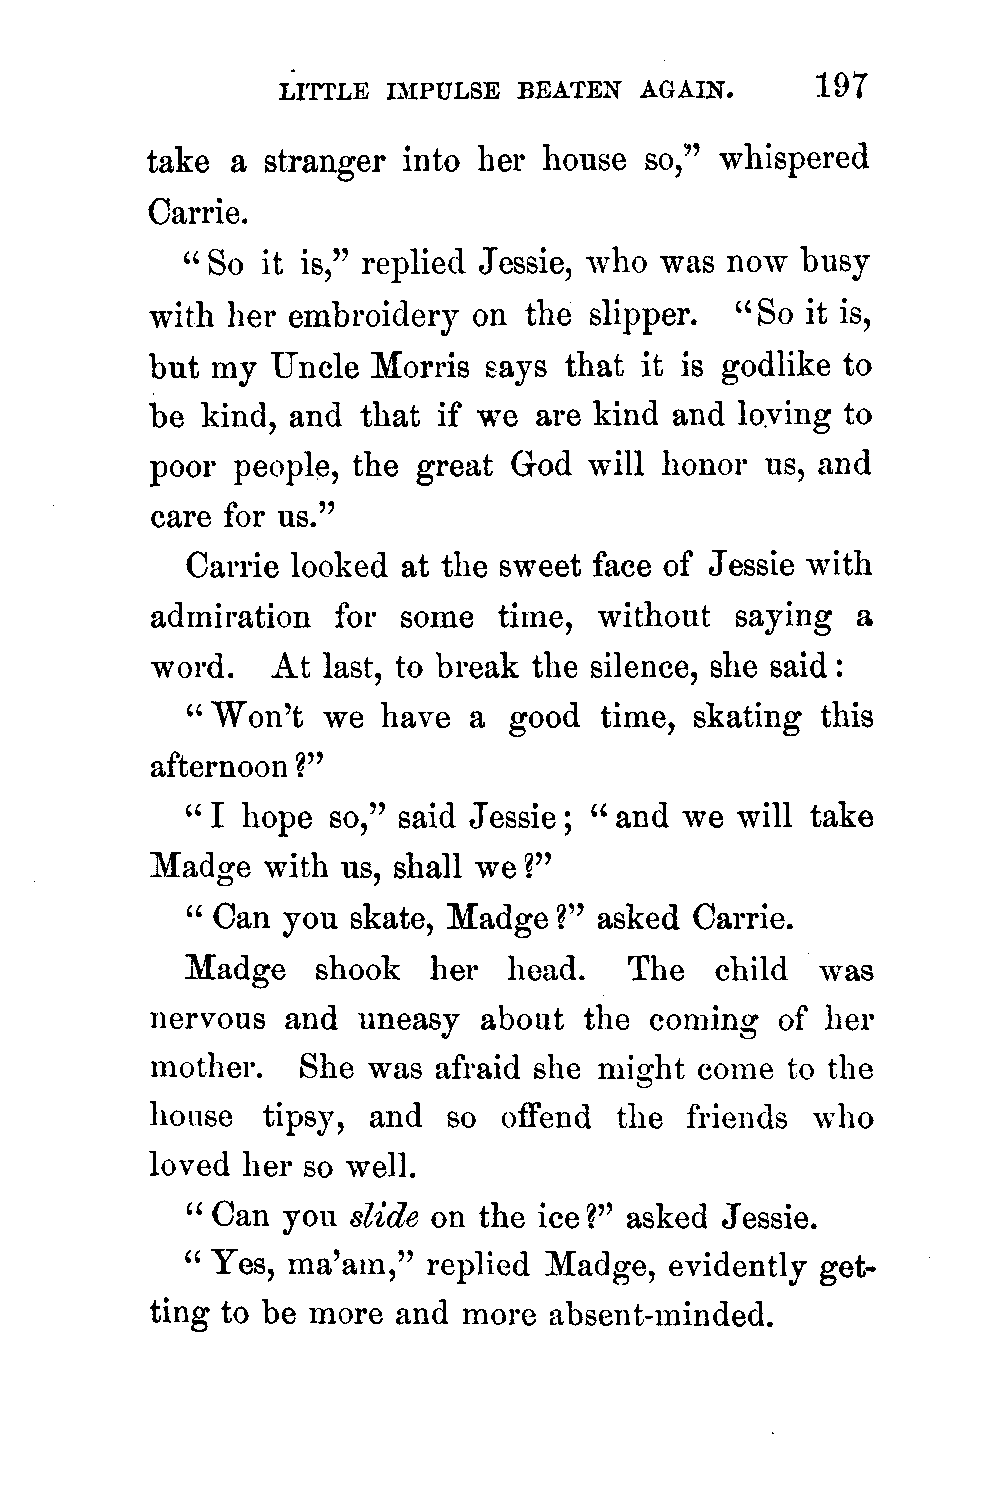 LITTLE IMPULSE BEATEN AGAIN. 197
take a stranger into her house so," whispered
Carrie.
"So it is," replied Jessie, who was now busy
with her embroidery on the slipper. "So it is,
but my Uncle Morris says that it is godlike to
be kind, and that if we are kind and loving to
poor people, the great God will honor us, and
care for us."
Carrie looked at the sweet face of Jessie with
admiration for some time, without saying a
word. At last, to break the silence, she said:
"Won't we have a good time, skating this
afternoon?"
"I hope so," said Jessie; "and we will take
Madge with us, shall we?"
"Can you skate, Madge?" asked Carrie.
Madge shook her head. The child was
nervous and uneasy about the coming of her
mother. She was afraid she might come to the
house tipsy, and so offend the friends who
loved her so well.
"Can you slide on the ice?" asked Jessie.
"Yes, ma'am," replied Madge, evidently get-
ting to be more and more absent-minded.